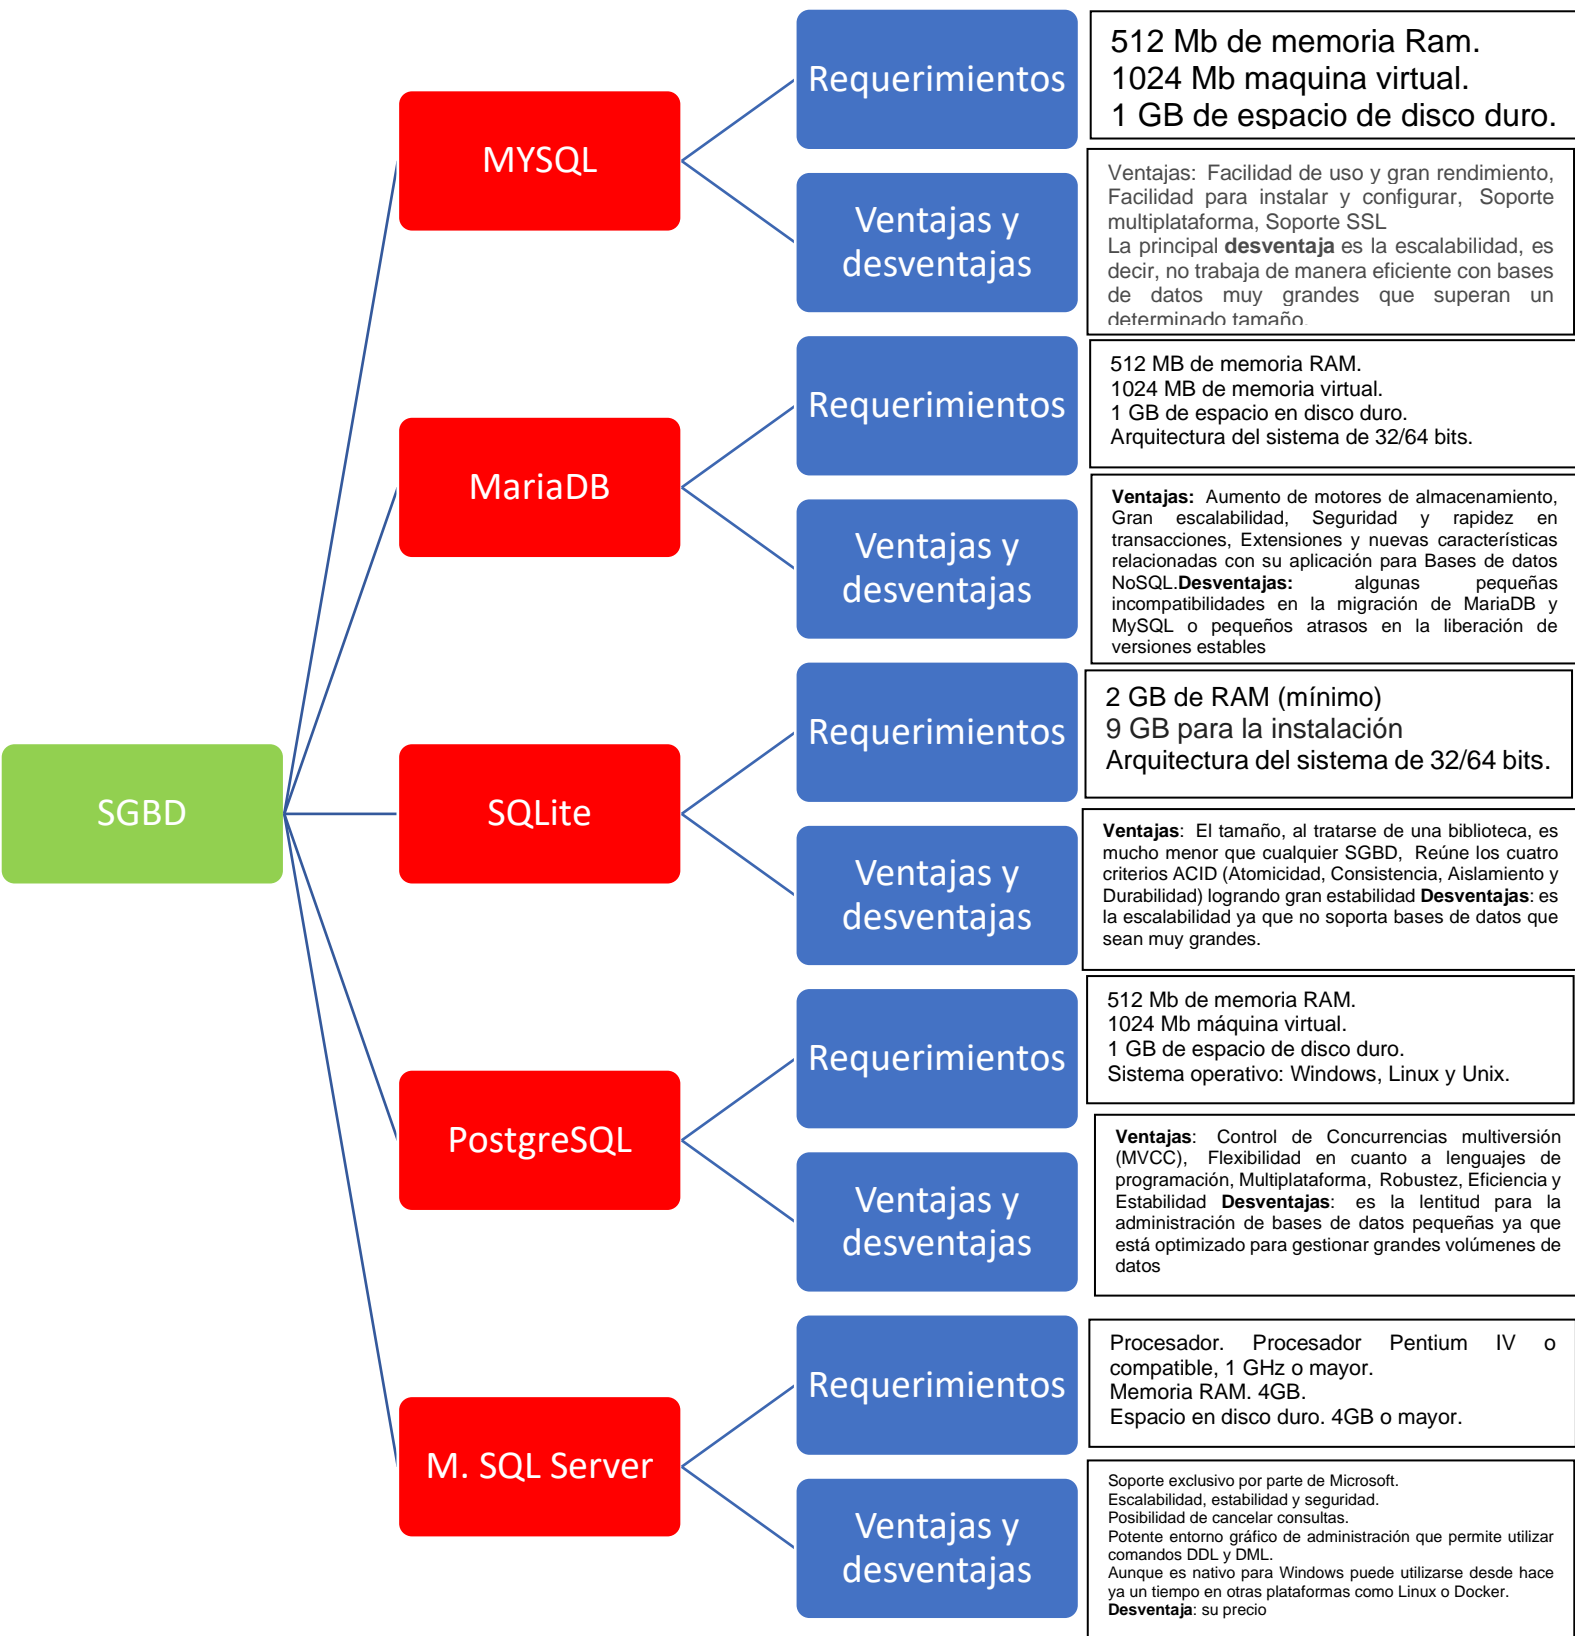 SGBD
MYSQL
Requerimientos
512 Mb de memoria Ram.
1024 Mb maquina virtual.
1 GB de espacio de disco duro.
Ventajas y
desventajas
Ventajas: Facilidad de uso y gran rendimiento,
Facilidad para instalar y configurar, Soporte
multiplataforma, Soporte SSL
La principal desventaja es la escalabilidad, es
decir, no trabaja de manera eficiente con bases
de datos muy grandes que superan un
determinado tamaño.
MariaDB
Requerimientos
512 MB de memoria RAM.
1024 MB de memoria virtual.
1 GB de espacio en disco duro.
Arquitectura del sistema de 32/64 bits.
Ventajas y
desventajas
Ventajas: Aumento de motores de almacenamiento,
Gran escalabilidad, Seguridad y rapidez en
transacciones, Extensiones y nuevas características
relacionadas con su aplicación para Bases de datos
NoSQL.Desventajas: algunas pequeñas
incompatibilidades en la migración de MariaDB y
MySQL o pequeños atrasos en la liberación de
versiones estables
SQLite
Requerimientos
2 GB de RAM (mínimo)
9 GB para la instalación
Arquitectura del sistema de 32/64 bits.
Ventajas y
desventajas
Ventajas: El tamaño, al tratarse de una biblioteca, es
mucho menor que cualquier SGBD, Reúne los cuatro
criterios ACID (Atomicidad, Consistencia, Aislamiento y
Durabilidad) logrando gran estabilidad Desventajas: es
la escalabilidad ya que no soporta bases de datos que
sean muy grandes.
PostgreSQL
Requerimientos
512 Mb de memoria RAM.
1024 Mb máquina virtual.
1 GB de espacio de disco duro.
Sistema operativo: Windows, Linux y Unix.
Ventajas y
desventajas
Ventajas: Control de Concurrencias multiversión
(MVCC), Flexibilidad en cuanto a lenguajes de
programación, Multiplataforma, Robustez, Eficiencia y
Estabilidad Desventajas: es la lentitud para la
administración de bases de datos pequeñas ya que
está optimizado para gestionar grandes volúmenes de
datos
M. SQL Server
Requerimientos
Procesador. Procesador Pentium IV o
compatible, 1 GHz o mayor.
Memoria RAM. 4GB.
Espacio en disco duro. 4GB o mayor.
Ventajas y
desventajas
Soporte exclusivo por parte de Microsoft.
Escalabilidad, estabilidad y seguridad.
Posibilidad de cancelar consultas.
Potente entorno gráfico de administración que permite utilizar
comandos DDL y DML.
Aunque es nativo para Windows puede utilizarse desde hace
ya un tiempo en otras plataformas como Linux o Docker.
Desventaja: su precio